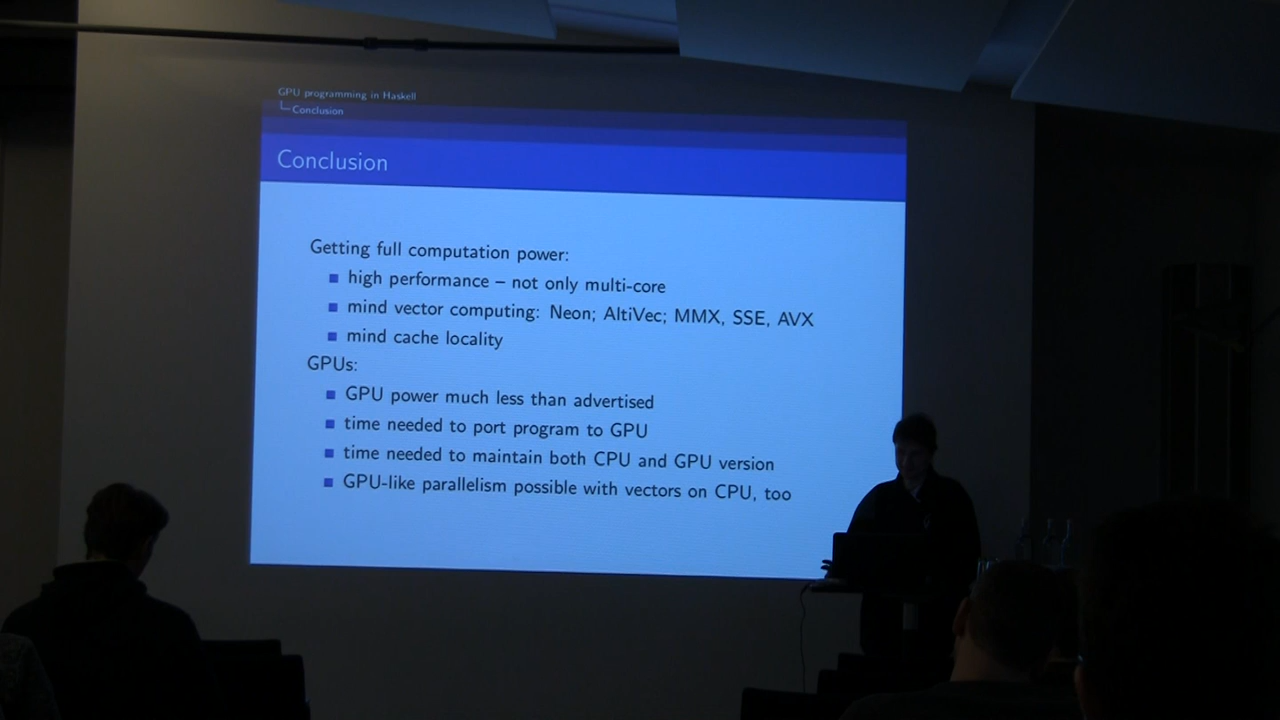 GPU programming in Haskell
Conclusion
Conclusion
Getting full computation power:
high performance – not only multi-core
mind vector computing: Neon; AltiVec; MMX, SSE, AVX
mind cache locality
GPUs:
GPU power much less than advertised
time needed to port program to GPU
time needed to maintain both CPU and GPU version
GPU-like parallelism possible with vectors on CPU, too